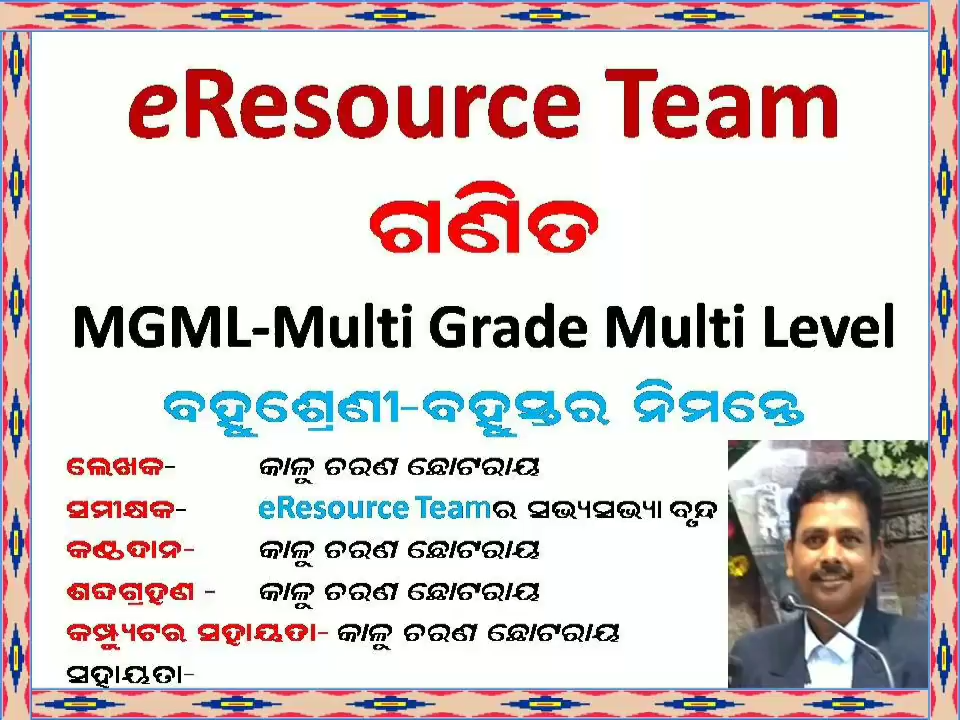 eResource Team
ଗଣିତ
MGML-Multi Grade Multi Level
ବହୁଶ୍ରେଣୀ-ବହୁସ୍ତର ନିମନ୍ତେ
ଲେଖକ- କାଳୁ ଚରଣ ଛୋଟରାୟ
ସମୀକ୍ଷକ- eResource Teamର ସଭ୍ୟସଭ୍ୟା ବୃନ୍ଦ
କଣ୍ଠଦାନ- କାଳୁ ଚରଣ ଛୋଟରାୟ
ଶବ୍ଦଗ୍ରହଣ - କାଳୁ ଚରଣ ଛୋଟରାୟ
କମ୍ପ୍ୟୁଟର ସହାୟତା- କାଳୁ ଚରଣ ଛୋଟରାୟ
ସହାୟତା-